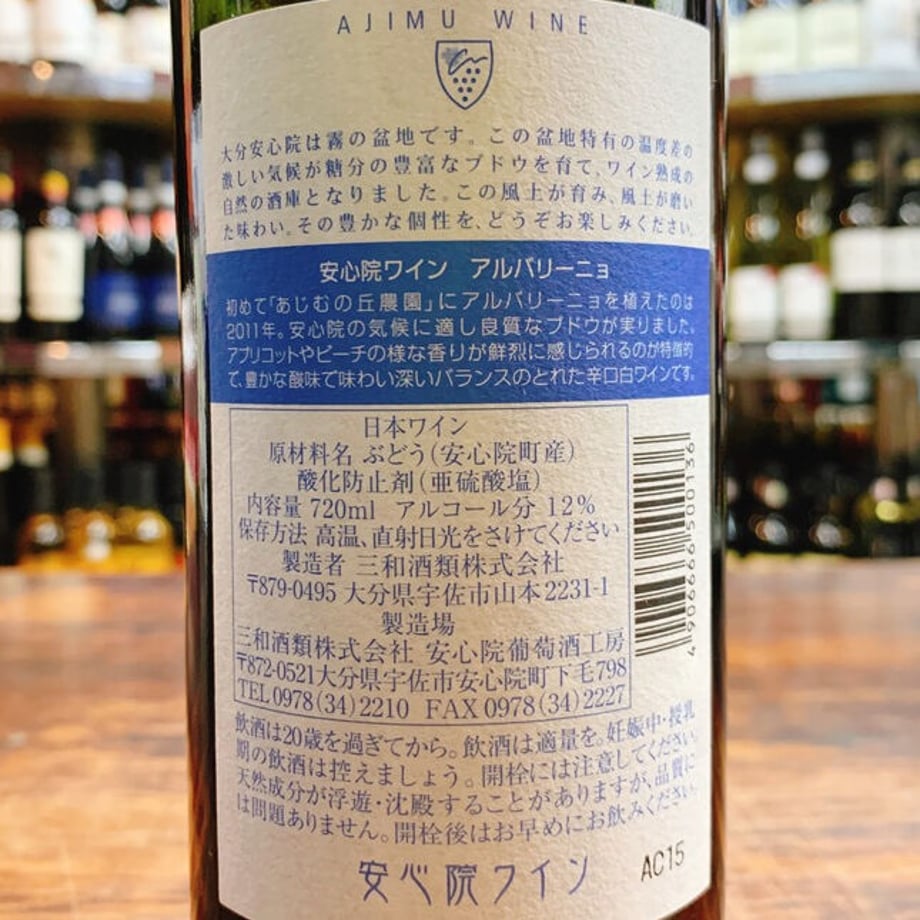 AJIMU WINE
大分安心院は霧の盆地です。この盆地特有の温度差の
激しい気候が糖分の豊富なブドウを育て、ワイン熟成の
自然の酒庫となりました。この風土が育み、風土が磨い
た味わい。その豊かな個性を、どうぞお楽しみください。
安心院ワイン アルバリーニョ
初めて「あじむの丘農園」にアルバリーニョを植えたのは
2011年。安心院の気候に適し良質なブドウが実りました。
アプリコットやピーチの様な香りが鮮烈に感じられるのが特徴的
で、豊かな酸味で味わい深いバランスのとれた辛口白ワインです。
日本ワイン
原材料名 ぶどう(安心院町産)
酸化防止剤(亜硫酸塩)
内容量 720ml アルコール分 12%
保存方法 高温、直射日光をさけてください
製造者 三和酒類株式会社
〒879-0495 大分県宇佐市山本2231-1
製造場
三和酒類株式会社 安心院葡萄酒工房
〒872-0521大分県宇佐市安心院町下毛798
TEL 0978(34)2210 FAX 0978(34)2227
4906669500136
飲酒は20歳を過ぎてから。飲酒は適量を。妊娠中・授乳
期の飲酒は控えましょう。開栓には注意してください。
天然成分が浮遊・沈殿することがありますが、品質に
は問題ありません。開栓後はお早めにお飲みください。
安心院ワイン
AC15